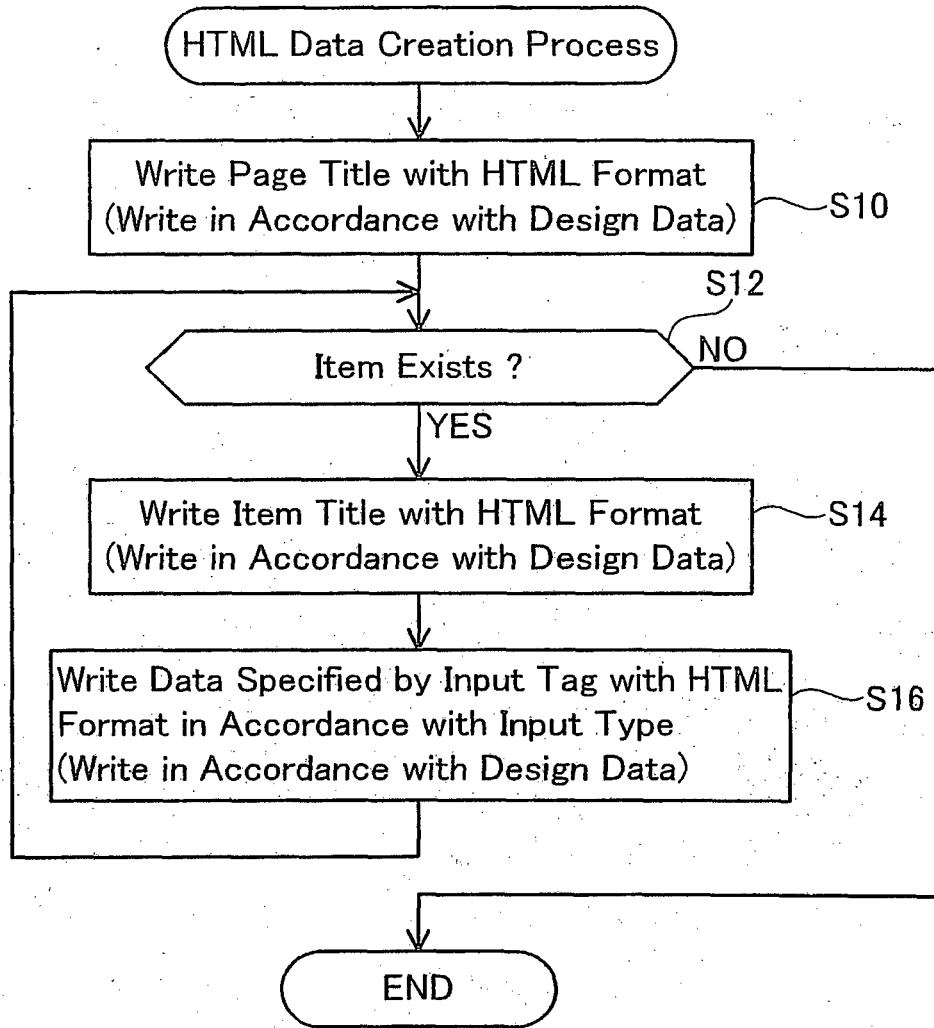 HTML Data Creation Process
Write Page Title with HTML Format
(Write in Accordance with Design Data)
S10
S12
Item Exists ?
NO
YES
Write Item Title with HTML Format
(Write in Accordance with Design Data)
S14
Write Data Specified by Input Tag with HTML
Format in Accordance with Input Type
(Write in Accordance with Design Data)
S16
END